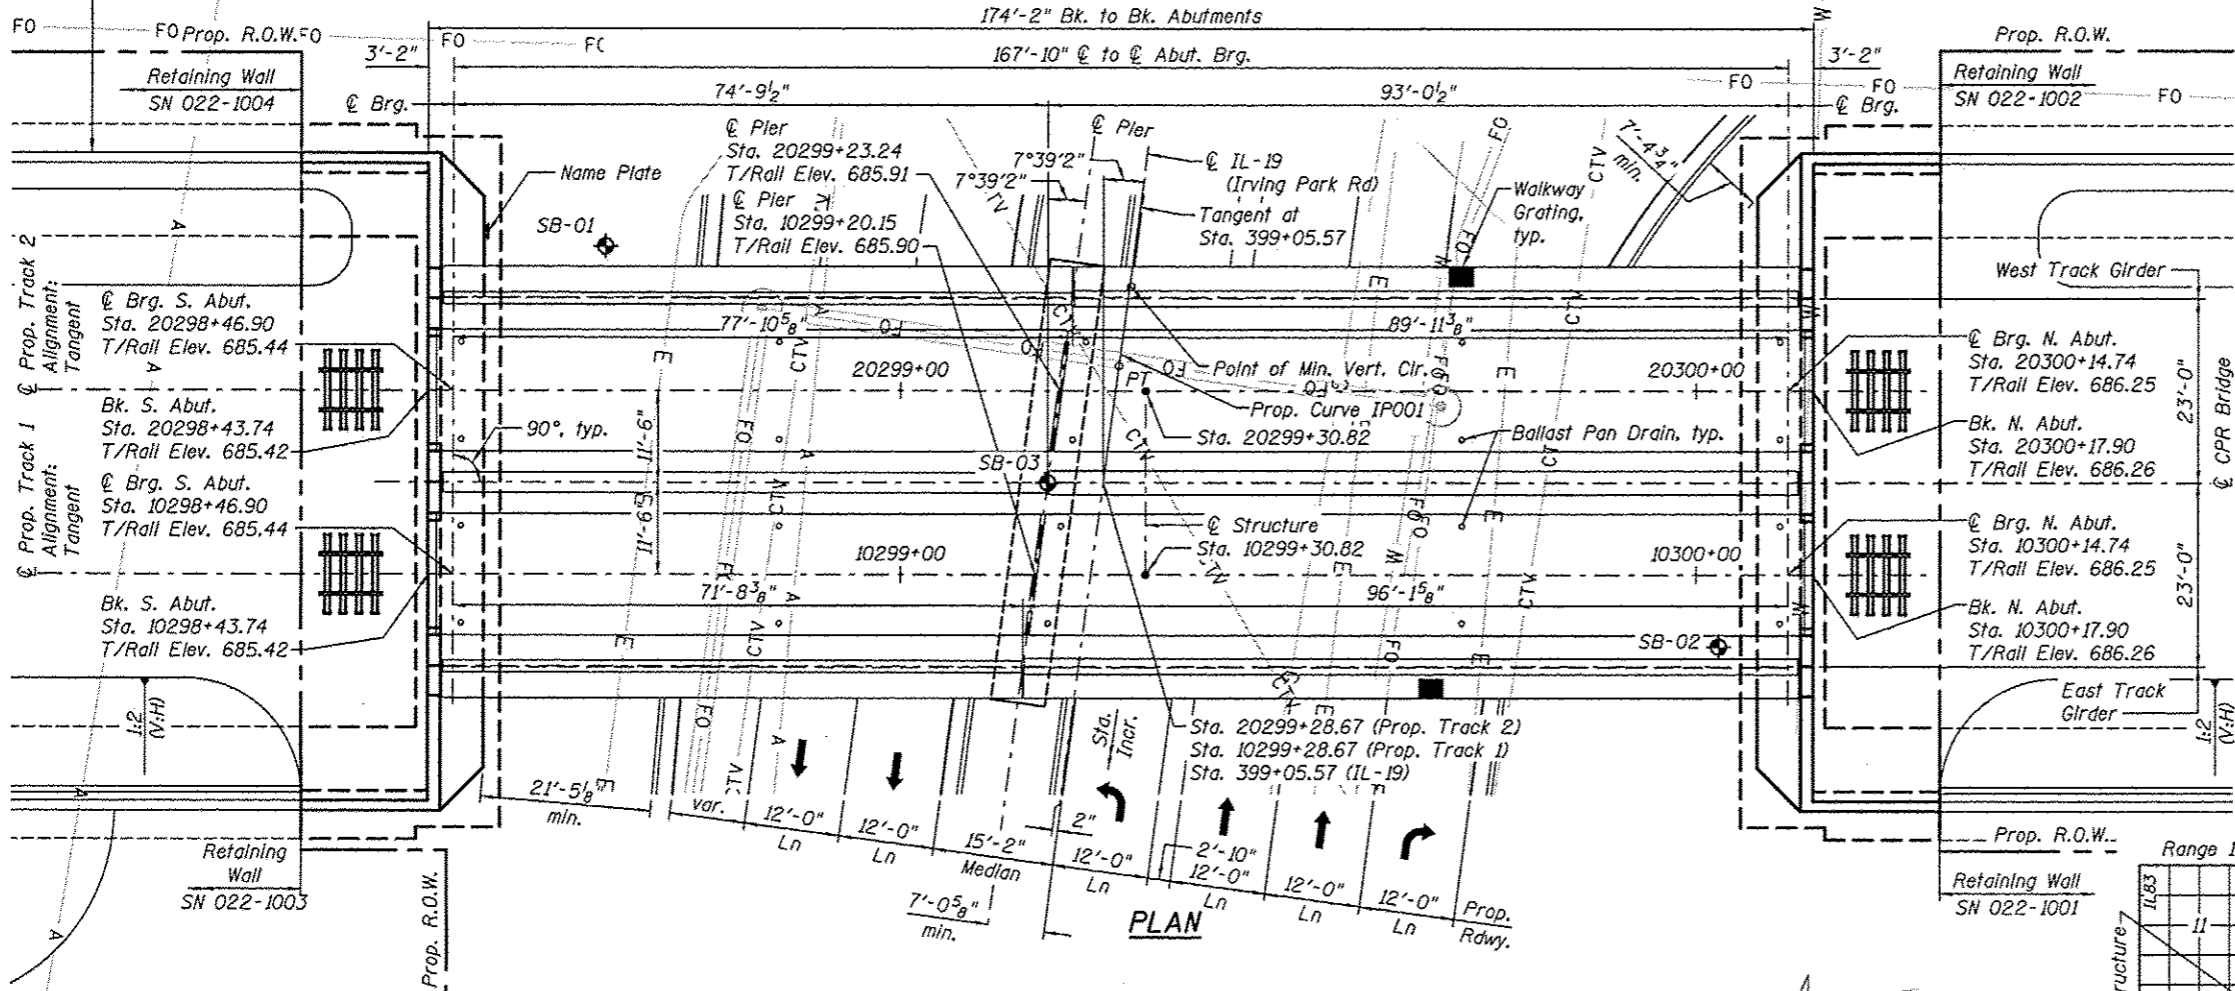 174'-2" Bk. to Bk. Abutments
FO
FO
Prop. R.O.W.
FO
FO
3'-2"
167'-10" ℄ to ℄ Abut. Brg.
3'-2"
Prop. R.O.W.
Retaining Wall
SN 022-1004
℄ Brg.
74'-9½"
93'-0½"
FO
FO
FO
℄ Brg.
Retaining Wall
SN 022-1002
Name Plate
℄ Pier
Sta. 20299+23.24
T/Rail Elev. 685.91
℄ Pier
Sta. 10299+20.15
T/Rail Elev. 685.90
SB-01
7°39'2"
7°39'2"
℄ Pier
℄ IL-19
(Irving Park Rd)
Tangent at
Sta. 399+05.57
Walkway
Grating,
typ.
7'-4¾"
min.
CTV
CTV
FO
℄ Prop. Track 2
Alignment:
Tangent
℄ Brg. S. Abut.
Sta. 20298+46.90
T/Rail Elev. 685.44
Bk. S. Abut.
Sta. 20298+43.74
T/Rail Elev. 685.42
℄ Prop. Track 1
Alignment:
Tangent
℄ Brg. S. Abut.
Sta. 10298+46.90
T/Rail Elev. 685.44
Bk. S. Abut.
Sta. 10298+43.74
T/Rail Elev. 685.42
90°, typ.
77'-10⅝"
89'-11⅜"
20299+00
20300+00
Point of Min. Vert. Clr.
PT
Prop. Curve IP001
Sta. 20299+30.82
Ballast Pan Drain, typ.
11'-6"
11'-6"
SB-03
℄ Structure
Sta. 10299+30.82
10299+00
10300+00
71'-8⅜"
96'-1⅝"
SB-02
West Track Girder
℄ Brg. N. Abut.
Sta. 20300+14.74
T/Rail Elev. 686.25
Bk. N. Abut.
Sta. 20300+17.90
T/Rail Elev. 686.26
23'-0"
℄ CPR Bridge
℄ Brg. N. Abut.
Sta. 10300+14.74
T/Rail Elev. 686.25
Bk. N. Abut.
Sta. 10300+17.90
T/Rail Elev. 686.26
23'-0"
East Track
Girder
1:2
(V:H)
1:2
(V:H)
Sta. 20299+28.67 (Prop. Track 2)
Sta. 10299+28.67 (Prop. Track 1)
Sta. 399+05.57 (IL-19)
Sta.
Incr.
21'-5⅛"
min.
var.
12'-0"
Ln
12'-0"
Ln
15'-2"
Median
2"
12'-0"
Ln
2'-10"
12'-0"
Ln
12'-0"
Ln
12'-0"
Ln
Prop.
Rdwy.
7'-0⅝"
min.
Retaining
Wall
SN 022-1003
Prop. R.O.W.
Prop. R.O.W.
Retaining Wall
SN 022-1001
PLAN
Range 1
IL83
11
ructure